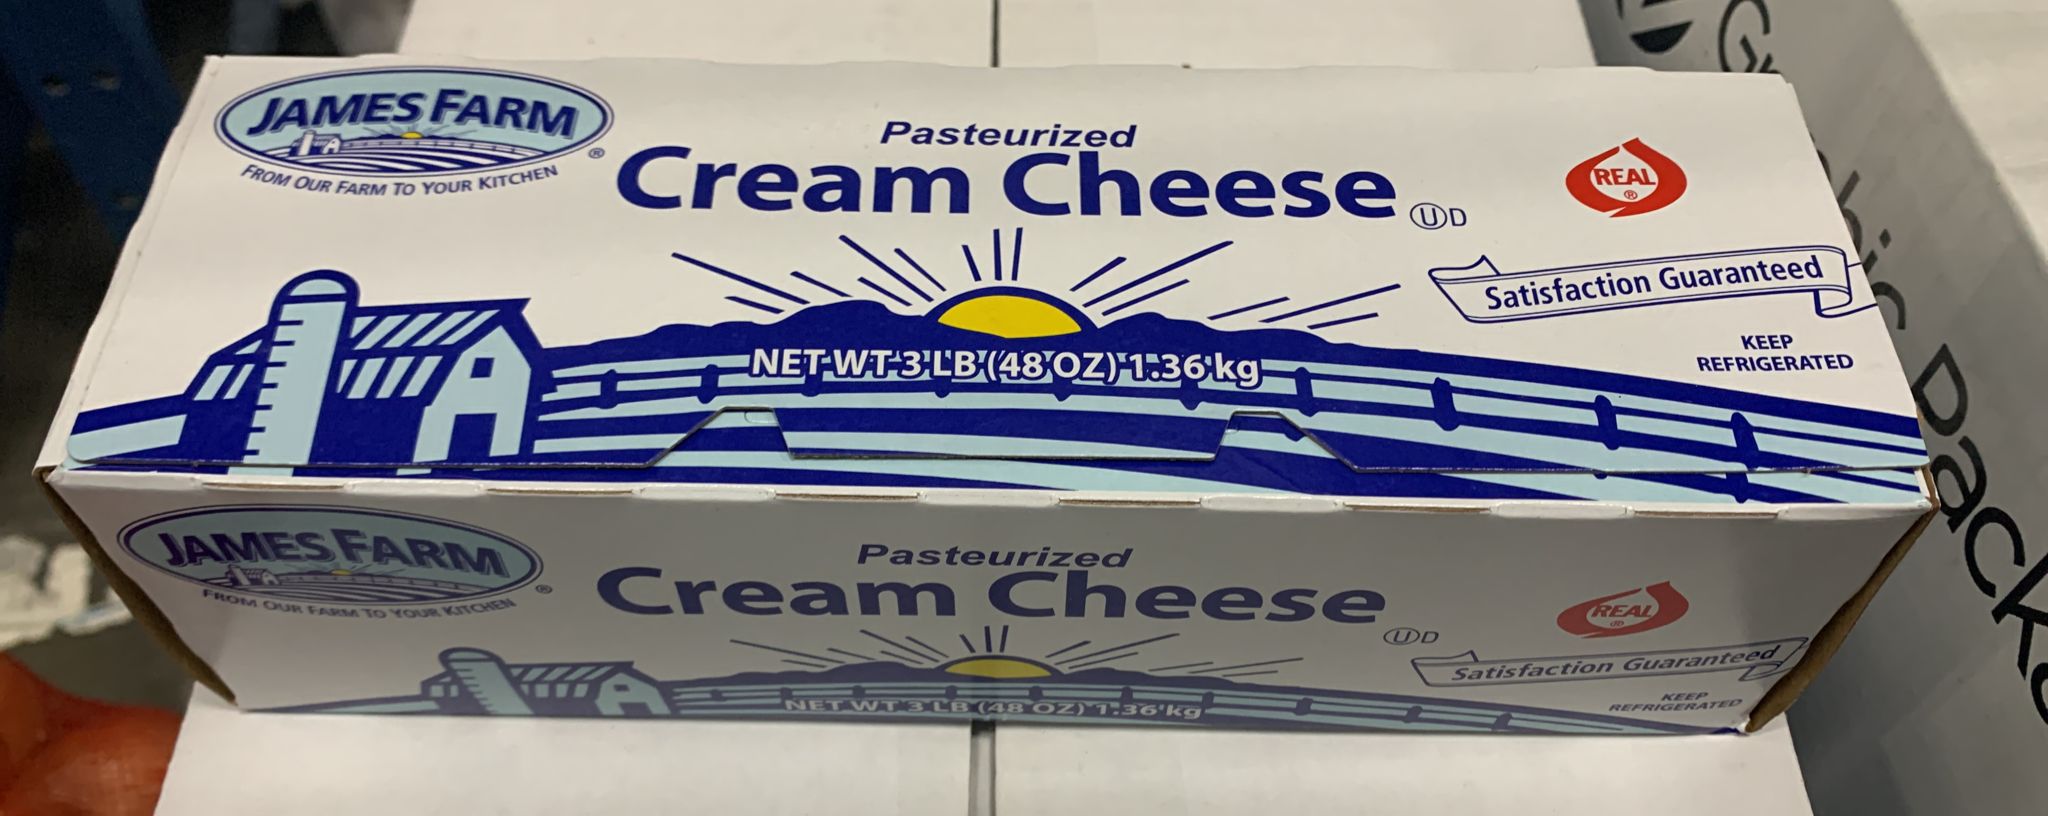 JAMES FARM
®
FROM OUR FARM TO YOUR KITCHEN
Pasteurized
Cream Cheese
U D
REAL
®
Satisfaction Guaranteed
KEEP
REFRIGERATED
NET WT 3 LB (48 OZ) 1.36 kg
JAMES FARM
®
FROM OUR FARM TO YOUR KITCHEN
Pasteurized
Cream Cheese
U D
REAL
®
Satisfaction Guaranteed
KEEP
REFRIGERATED
NET WT 3 LB (48 OZ) 1.36 kg